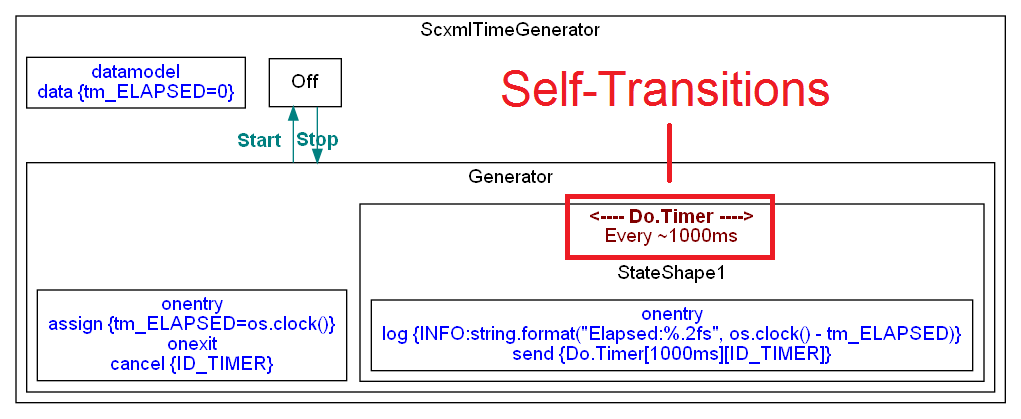 ScxmlTimeGenerator
datamodel
data {tm_ELAPSED=0}
Off
Self-Transitions
Start
Stop
Generator
<---- Do.Timer ---->
Every ~1000ms
StateShape1
onentry
assign {tm_ELAPSED=os.clock()}
onexit
cancel {ID_TIMER}
onentry
log {INFO:string.format("Elapsed:%.2fs", os.clock() - tm_ELAPSED)}
send {Do.Timer[1000ms][ID_TIMER]}